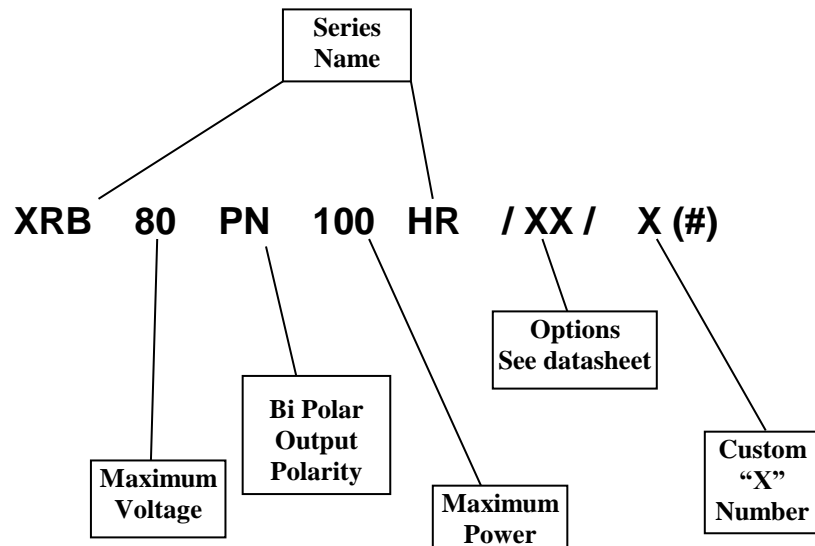 Series
Name
XRB 80 PN 100 HR / XX / X (#)
Options
See datasheet
Bi Polar
Output
Polarity
Custom
“X”
Number
Maximum
Voltage
Maximum
Power